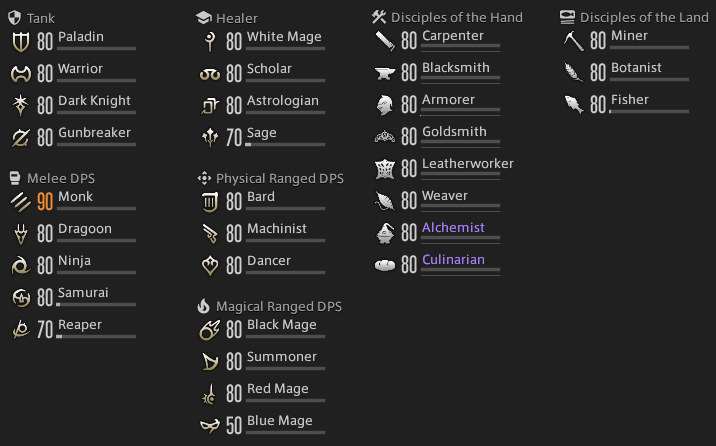 Tank
80 Paladin
80 Warrior
80 Dark Knight
80 Gunbreaker
Melee DPS
90 Monk
80 Dragoon
80 Ninja
80 Samurai
70 Reaper
Healer
80 White Mage
80 Scholar
80 Astrologian
70 Sage
Physical Ranged DPS
80 Bard
80 Machinist
80 Dancer
Magical Ranged DPS
80 Black Mage
80 Summoner
80 Red Mage
50 Blue Mage
Disciples of the Hand
80 Carpenter
80 Blacksmith
80 Armorer
80 Goldsmith
80 Leatherworker
80 Weaver
80 Alchemist
80 Culinarian
Disciples of the Land
80 Miner
80 Botanist
80 Fisher